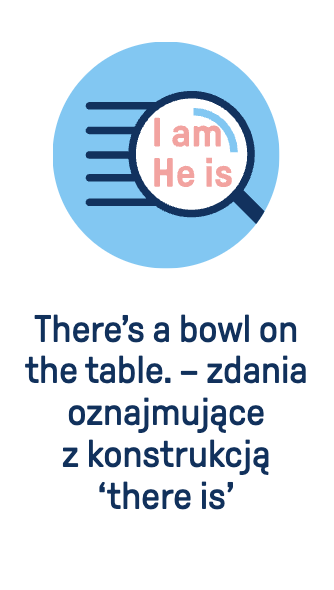 I am
He is
There’s a bowl on
the table. – zdania
oznajmujące
z konstrukcją
‘there is’